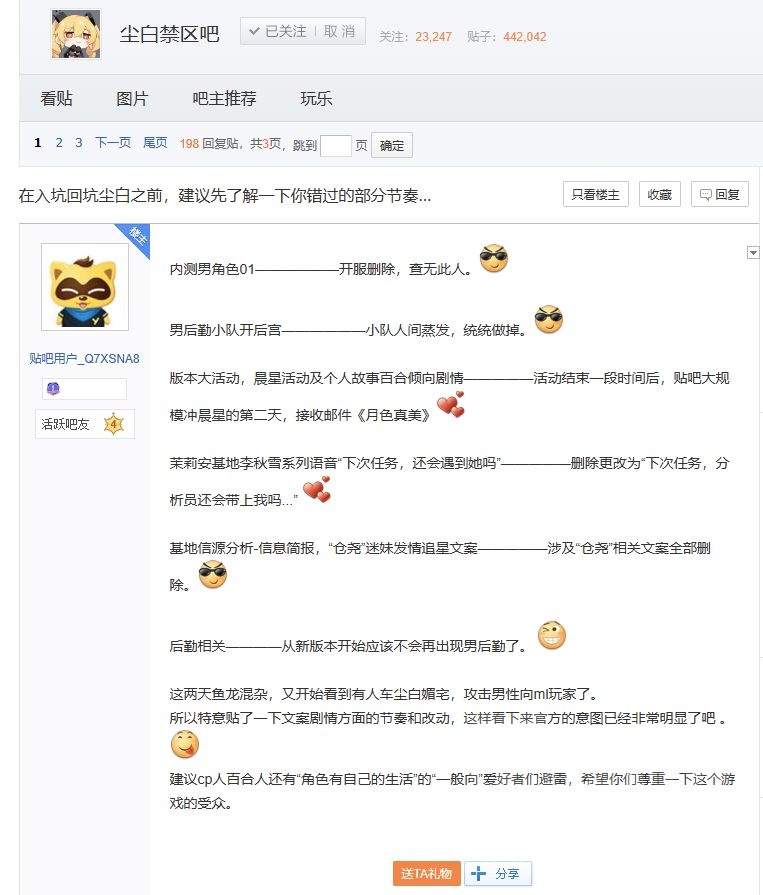 尘白禁区吧
已关注
取消
关注：23,247 贴子：442,042
看贴 图片 吧主推荐 玩乐
1 2 3 下一页 尾页 198 回复贴，共3页，跳到 页 确定
在入坑回坑尘白之前，建议先了解一下你错过的部分节奏...
只看楼主 收藏 回复
楼主
内测男角色01——————开服删除，查无此人。
男后勤小队开后宫——————小队人间蒸发，统统做掉。
版本大活动，晨星活动及个人故事百合倾向剧情—————活动结束一段时间后，贴吧大规
模冲晨星的第二天，接收邮件《月色真美》
茉莉安基地李秋雪系列语音“下次任务，还会遇到她吗”—————删除更改为“下次任务，分
析员还会带上我吗...”
基地信源分析-信息简报，“仓尧”迷妹发情追星文案—————涉及“仓尧”相关文案全部删
除。
后勤相关————从新版本开始应该不会再出现男后勤了。
这两天鱼龙混杂，又开始看到有人车尘白媚宅，攻击男性向ml玩家了。
所以特意贴了一下文案剧情方面的节奏和改动，这样看下来官方的意图已经非常明显了吧 。
建议cp人百合人还有“角色有自己的生活”的“一般向”爱好者们避雷，希望你们尊重一下这个游
戏的受众。
贴吧用户_Q7XSNA8
1
活跃吧友 4
送TA礼物 分享